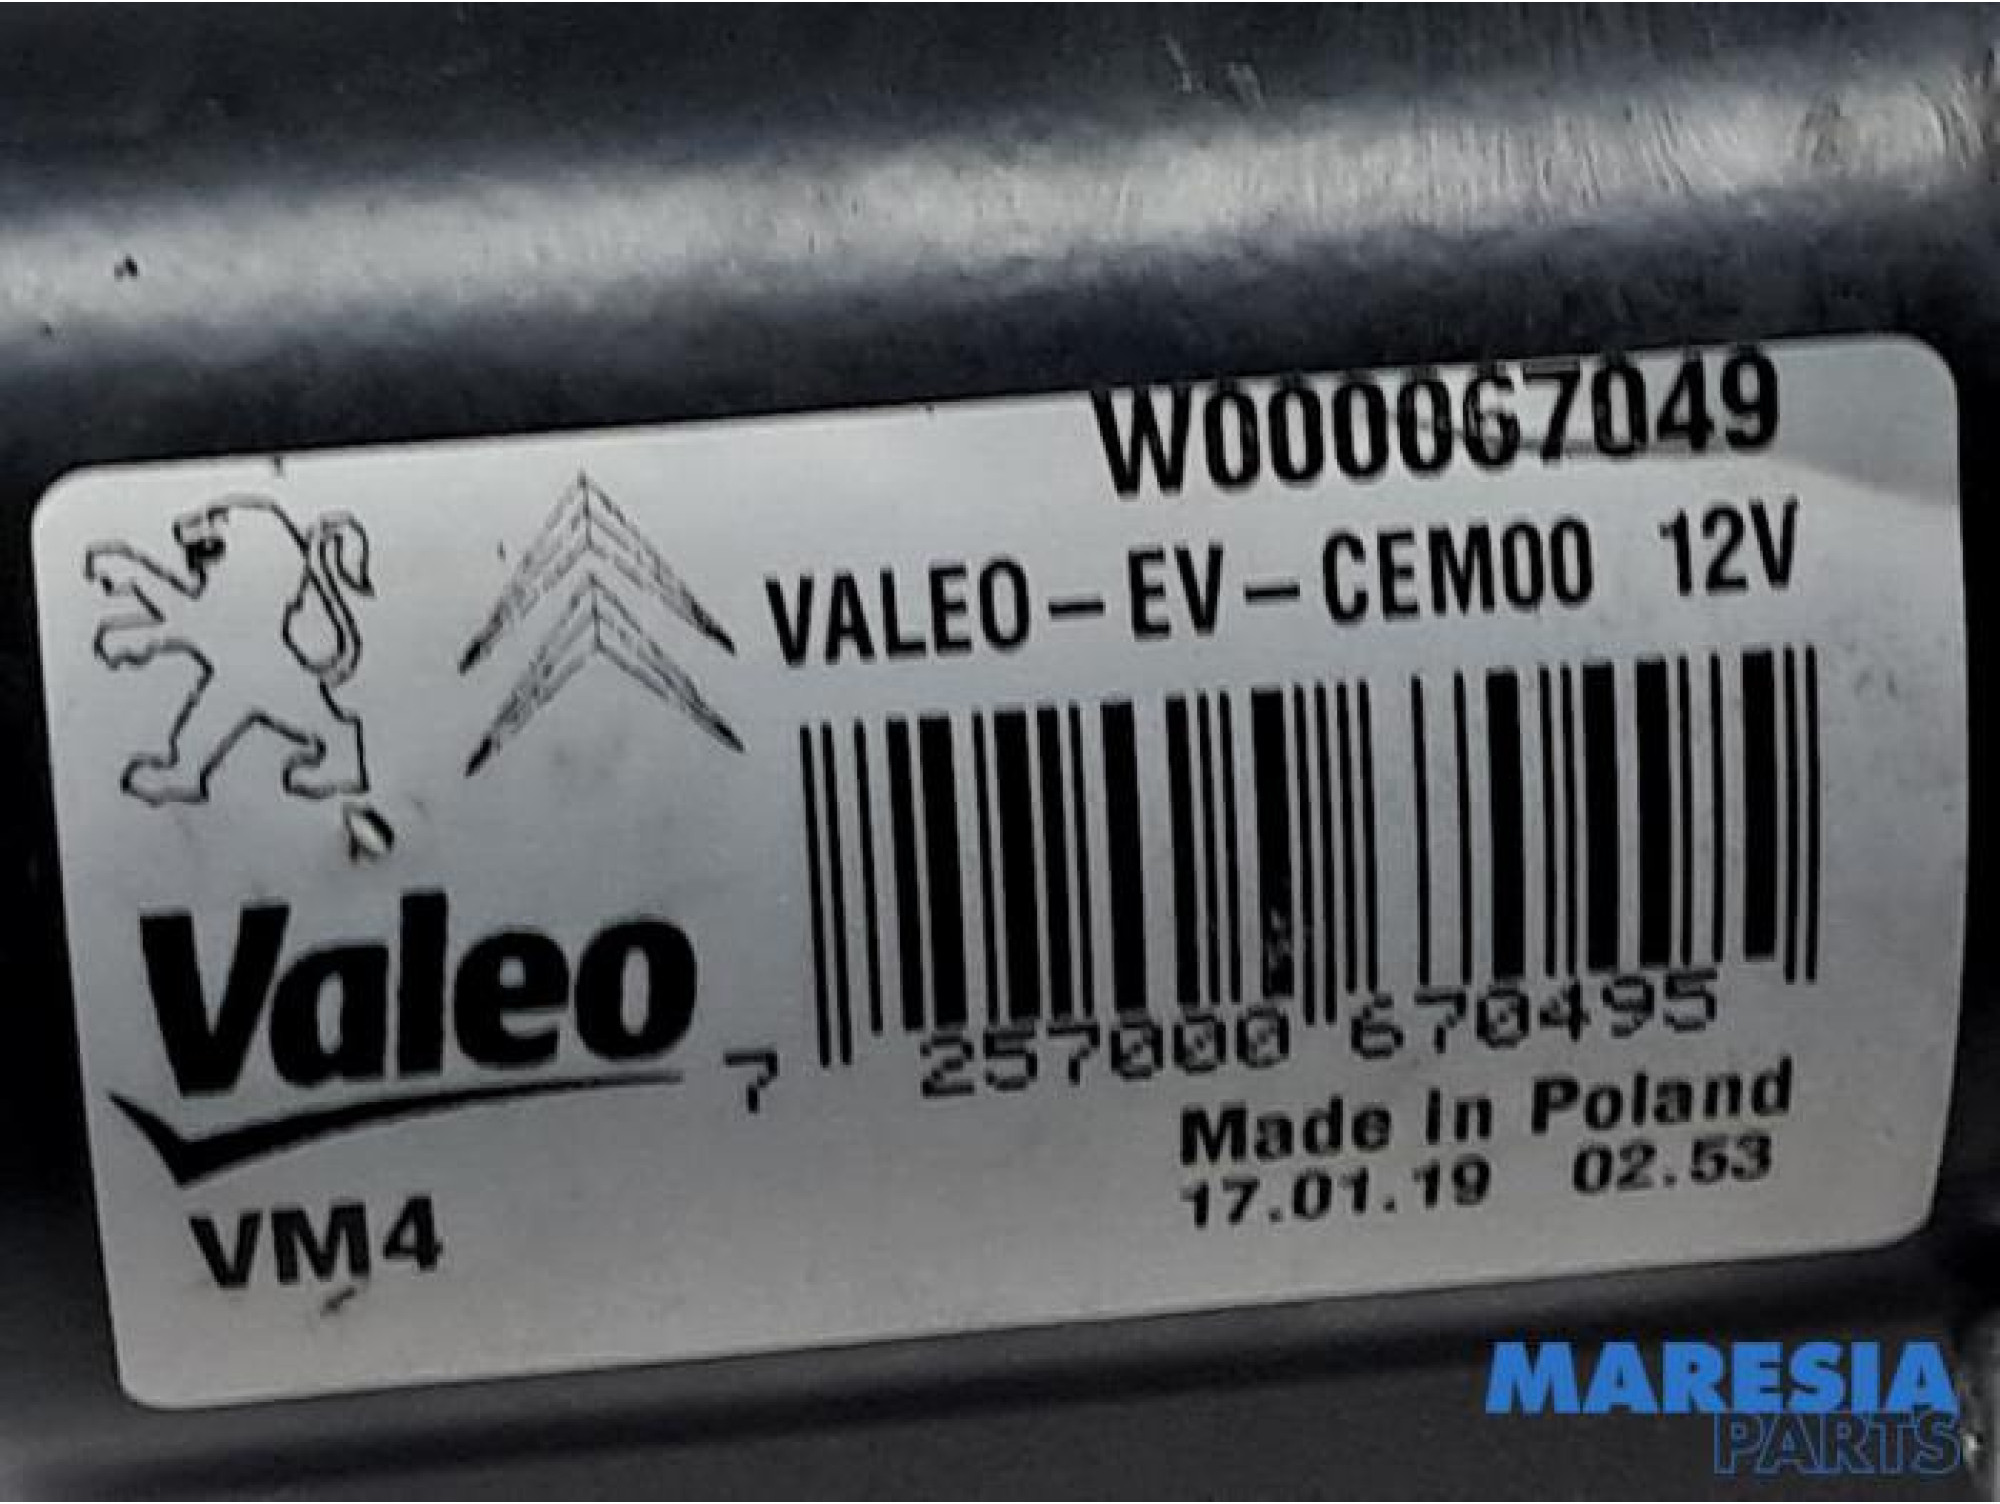 W000067049
VALEO-EV-CEM00 12V
7 257000 670495
Valeo
Made in Poland
17.01.19 02.53
VM4
MARESIA
PARTS